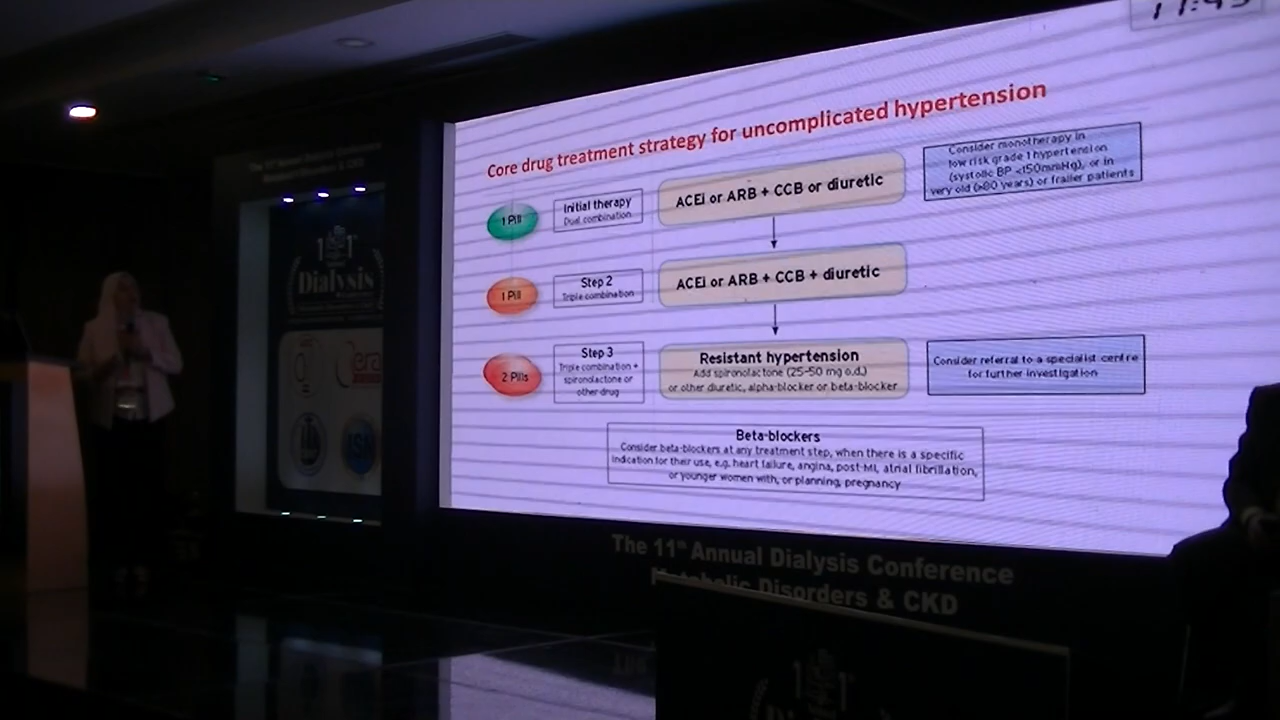 Core drug treatment strategy for uncomplicated hypertension
1 Pill
Initial therapy
Dual combination
ACEi or ARB + CCB or diuretic
Consider monotherapy in
low risk grade 1 hypertension
(systolic BP <150mmHg), or in
very old (≥80 years) or frailer patients
1 Pill
Step 2
Triple combination
ACEi or ARB + CCB + diuretic
2 Pills
Step 3
Triple combination +
spironolactone or
other drug
Resistant hypertension
Add spironolactone (25–50 mg o.d.)
or other diuretic, alpha-blocker or beta-blocker
Consider referral to a specialist centre
for further investigation
Beta-blockers
Consider beta-blockers at any treatment step, when there is a specific
indication for their use, e.g. heart failure, angina, post-MI, atrial fibrillation,
or younger women with, or planning, pregnancy
The 11th Annual Dialysis Conference
Metabolic Disorders & CKD
11
Dialysis
era
ISN